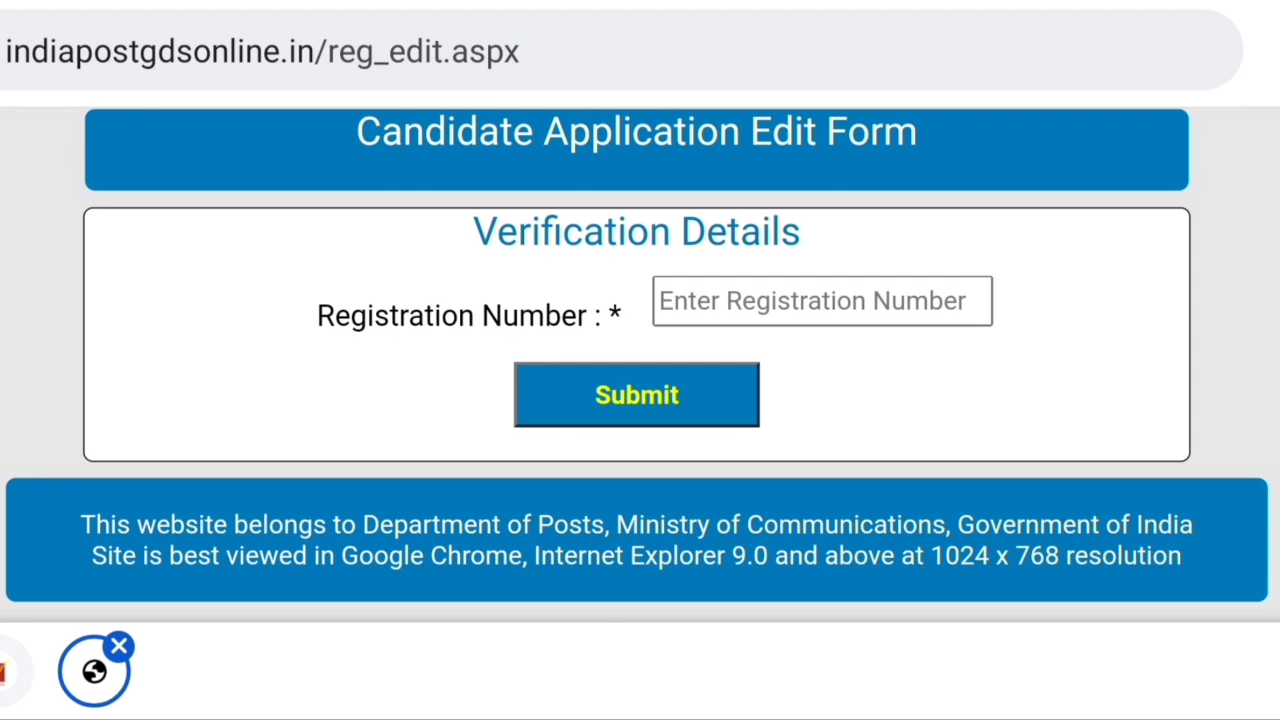 indiapostgdsonline.in/reg_edit.aspx
Candidate Application Edit Form
Verification Details
Registration Number : *
Enter Registration Number
Submit
This website belongs to Department of Posts, Ministry of Communications, Government of India
Site is best viewed in Google Chrome, Internet Explorer 9.0 and above at 1024 x 768 resolution